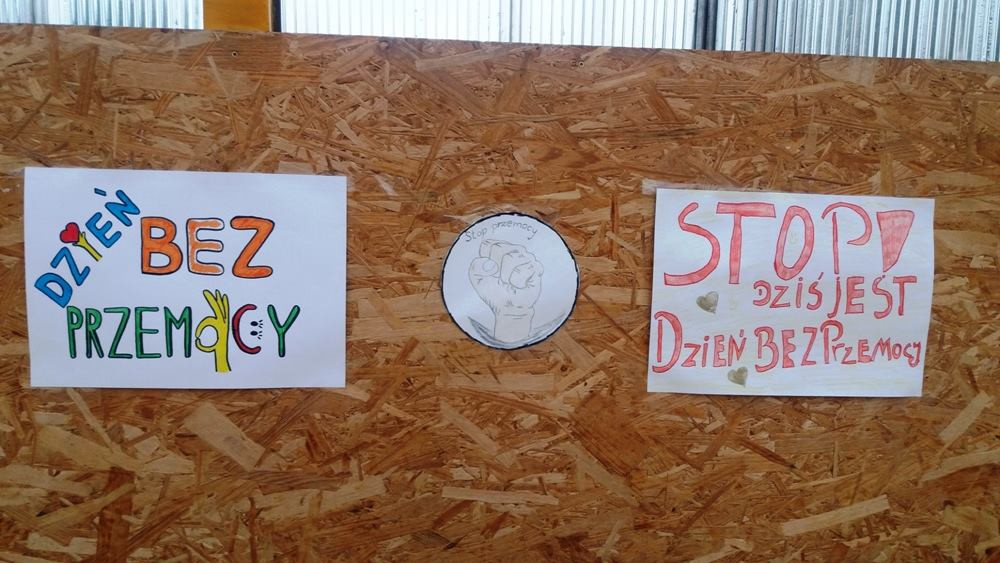 DZIEŃ
BEZ
PRZEMOCY
Stop przemocy
STOP
DZIŚ JEST
DZIEŃ BEZ PRZEMOCY